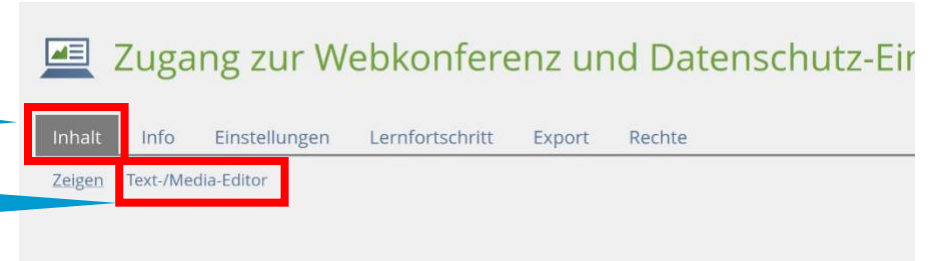 Zugang zur Webkonferenz und Datenschutz-Ein
Inhalt Info Einstellungen Lernfortschritt Export Rechte
Zeigen Text-/Media-Editor